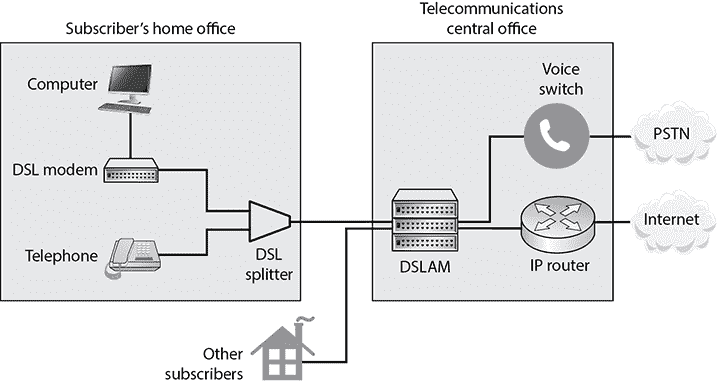 Subscriber's home office
Telecommunications
central office
Computer
Voice
switch
PSTN
DSL modem
Internet
Telephone
DSL
splitter
DSLAM
IP router
Other
subscribers